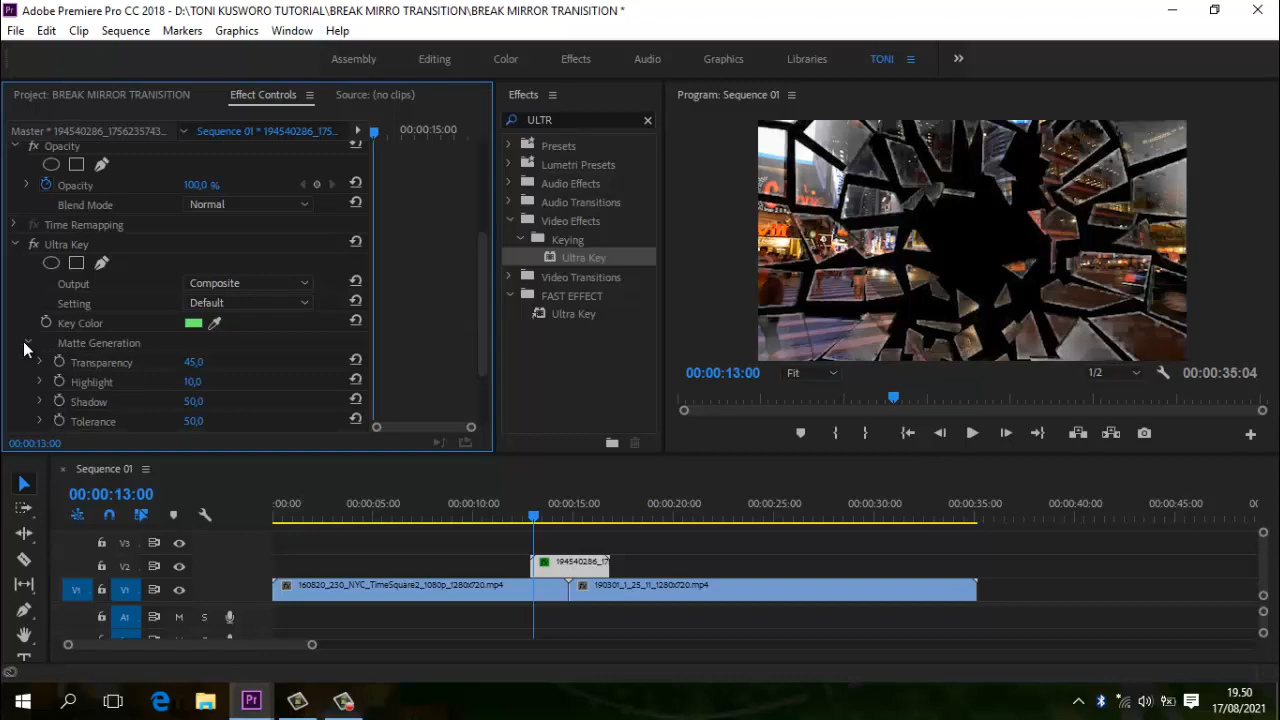 Adobe Premiere Pro CC 2018 - D:\TONI KUSWORO TUTORIAL\BREAK MIRRO TRANSITION\BREAK MIRROR TRANSITION *
File Edit Clip Sequence Markers Graphics Window Help
Assembly Editing Color Effects Audio Graphics Libraries TONI
Project: BREAK MIRROR TRANSITION Effect Controls Source: (no clips)
Master * 194540286_1756235743... Sequence 01 * 194540286_175... 00:00:15:00
fx Opacity
Opacity 100,0 %
Blend Mode Normal
fx Time Remapping
fx Ultra Key
Output Composite
Setting Default
Key Color
Matte Generation
Transparency 45,0
Highlight 10,0
Shadow 50,0
Tolerance 50,0
00:00:13:00
Effects
ULTR
Presets
Lumetri Presets
Audio Effects
Audio Transitions
Video Effects
Keying
Ultra Key
Video Transitions
FAST EFFECT
Ultra Key
Program: Sequence 01
00:00:13:00 Fit 1/2 00:00:35:04
Sequence 01
00:00:13:00
:00:00 00:00:05:00 00:00:10:00 00:00:15:00 00:00:20:00 00:00:25:00 00:00:30:00 00:00:35:00 00:00:40:00 00:00:45:00 00
V3
V2 fx 194540286_17
V1 V1 fx 160820_230_NYC_TimeSquare2_1080p_1280x720.mp4 fx 190301_1_25_11_1280x720.mp4
A1 M S
Pr
19.50
17/08/2021